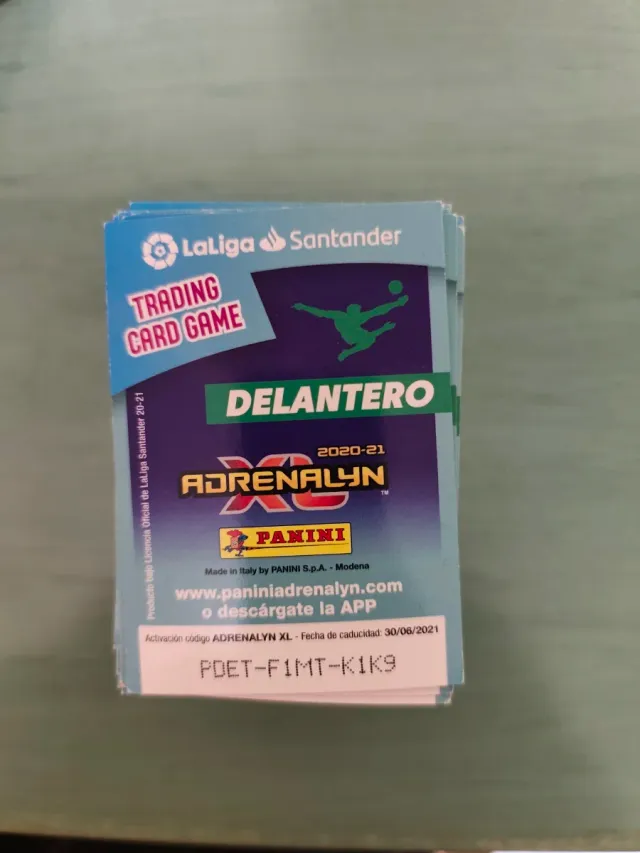 LaLiga Santander
TRADING
CARD GAME
DELANTERO
Producto bajo Licencia Oficial de LaLiga Santander 20-21
2020-21
ADRENALYN
XL
TM
PANINI
Made in Italy by PANINI S.p.A. - Modena
www.paniniadrenalyn.com
o descárgate la APP
Activación código ADRENALYN XL - Fecha de caducidad: 30/06/2021
PDET-F1MT-K1K9